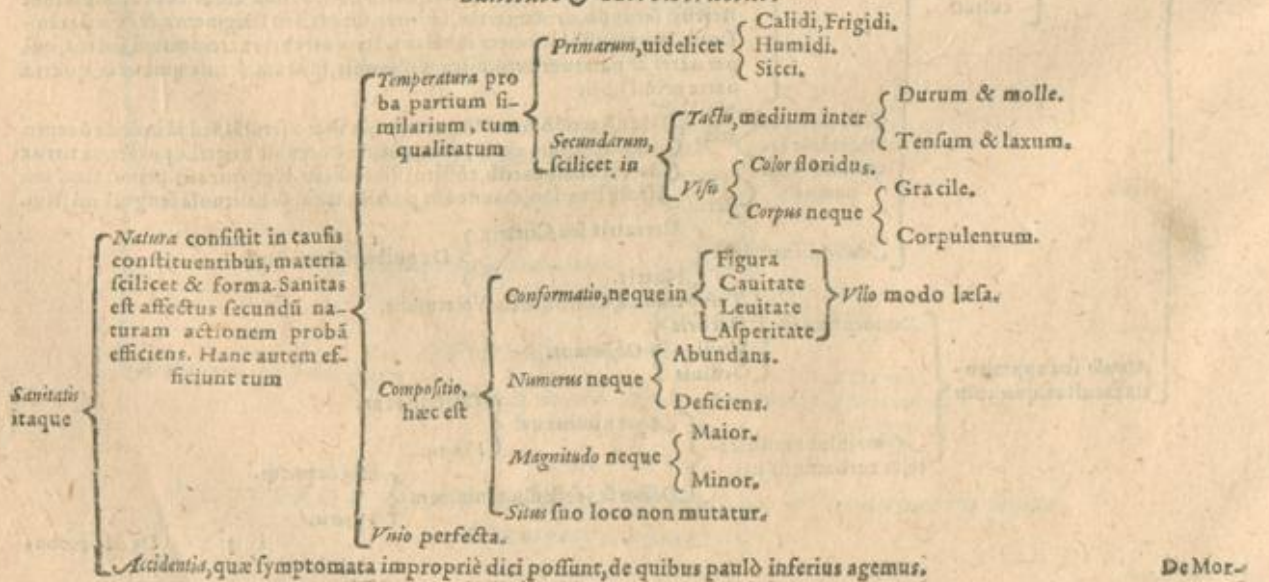 Primarum, uidelicet
Calidi, Frigidi.
Humidi.
Sicci.
Temperatura pro
ba partium ſi-
milarium, tum
qualitatum
Secundarum,
ſcilicet in
Tactu, medium inter
Durum & molle.
Tenſum & laxum.
Viſu
Color floridus.
Corpus neque
Gracile.
Corpulentum.
Sanitatis
itaque
Natura conſiſtit in cauſis
conſtituentibus, materia
ſcilicet & forma. Sanitas
eſt affectus ſecundū na-
turam actionem probā
efficiens. Hanc autem ef-
ficiunt tum
Compoſitio,
hæc eſt
Conformatio, neque in
Figura
Cauitate
Leuitate
Aſperitate
Vllo modo læſa.
Numerus neque
Abundans.
Deficiens.
Magnitudo neque
Maior.
Minor.
Situs ſuo loco non mutatur.
Vnio perfecta.
Accidentia, quæ ſymptomata impropriè dici poſſunt, de quibus paulò inferius agemus.
De Mor-